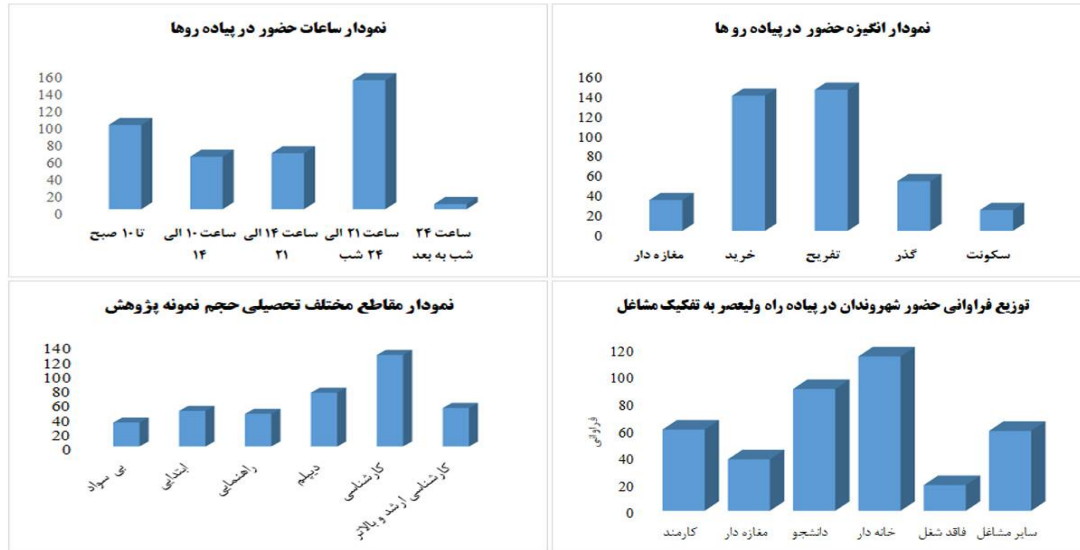 نمودار ساعات حضور در پیاده روها
160
140
120
100
80
60
40
20
0
تا ۱۰ صبح
ساعت ۱۰ الی
۱۴
ساعت ۱۴ الی
۲۱
ساعت ۲۱ الی
۲۴ شب
ساعت ۲۴
شب به بعد
نمودار انگیزه حضور در پیاده رو ها
160
140
120
100
80
60
40
20
0
مغازه دار
خرید
تفریح
گذر
سکونت
نمودار مقاطع مختلف تحصیلی حجم نمونه پژوهش
140
120
100
80
60
40
20
0
بی سواد
ابتدایی
راهنمایی
دیپلم
کارشناسی
کارشناسی ارشد و بالاتر
توزیع فراوانی حضور شهروندان در پیاده راه ولیعصر به تفکیک مشاغل
فراوانی
120
100
80
60
40
20
0
کارمند
مغازه دار
دانشجو
خانه دار
فاقد شغل
سایر مشاغل